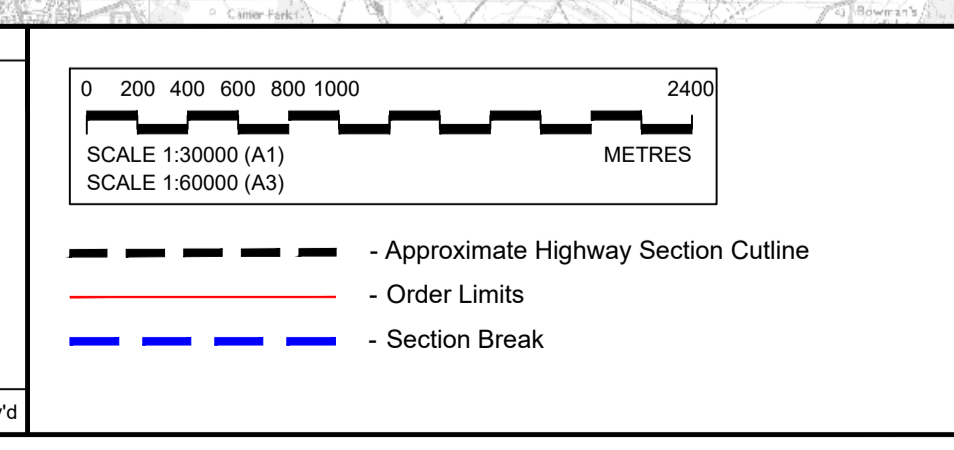 Camer Park
Bowman's
0 200 400 600 800 1000 2400
SCALE 1:30000 (A1) METRES
SCALE 1:60000 (A3)
- Approximate Highway Section Cutline
- Order Limits
- Section Break
'd